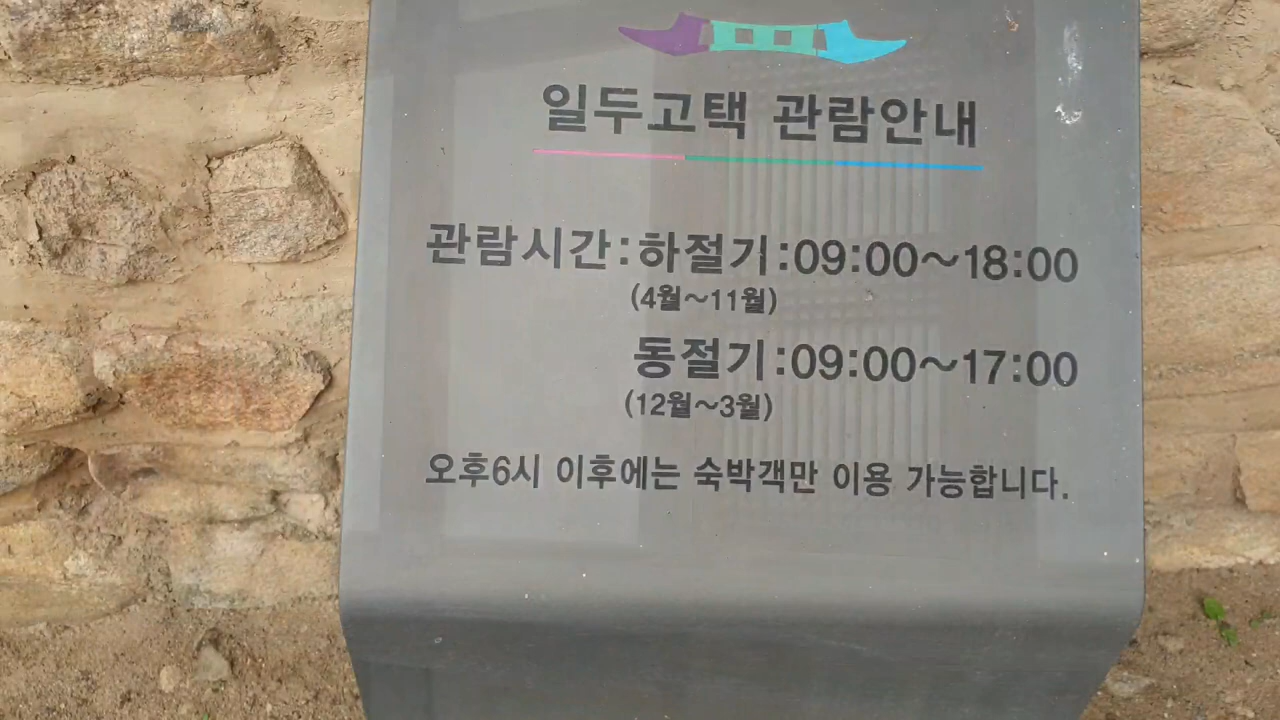 일두고택 관람안내
관람시간:하절기:09:00~18:00
(4월~11월)
동절기:09:00~17:00
(12월~3월)
오후6시 이후에는 숙박객만 이용 가능합니다.